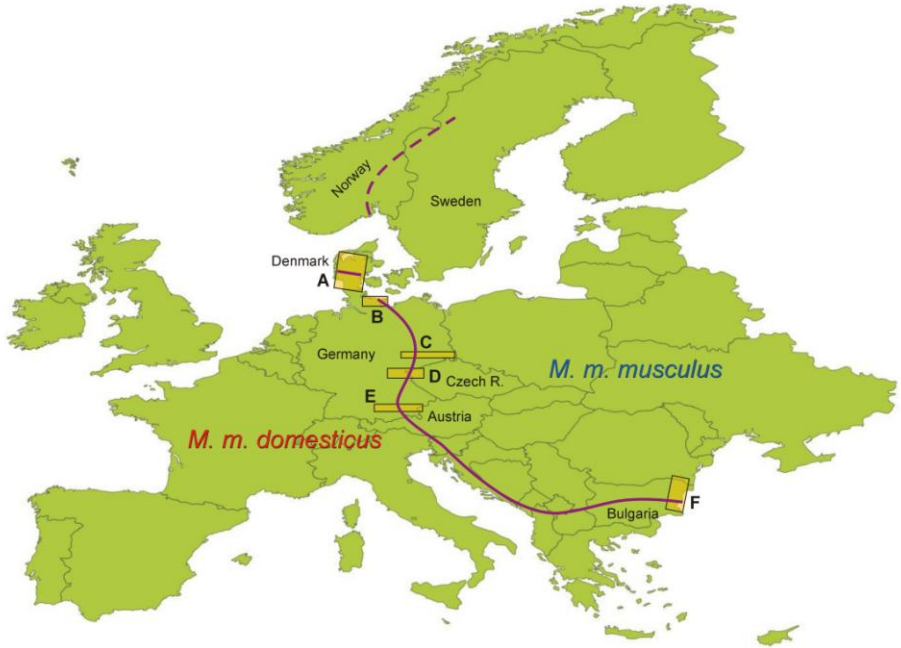 Norway
Sweden
Denmark
A
B
C
Germany
D
Czech R.
M. m. musculus
E
Austria
M. m. domesticus
F
Bulgaria